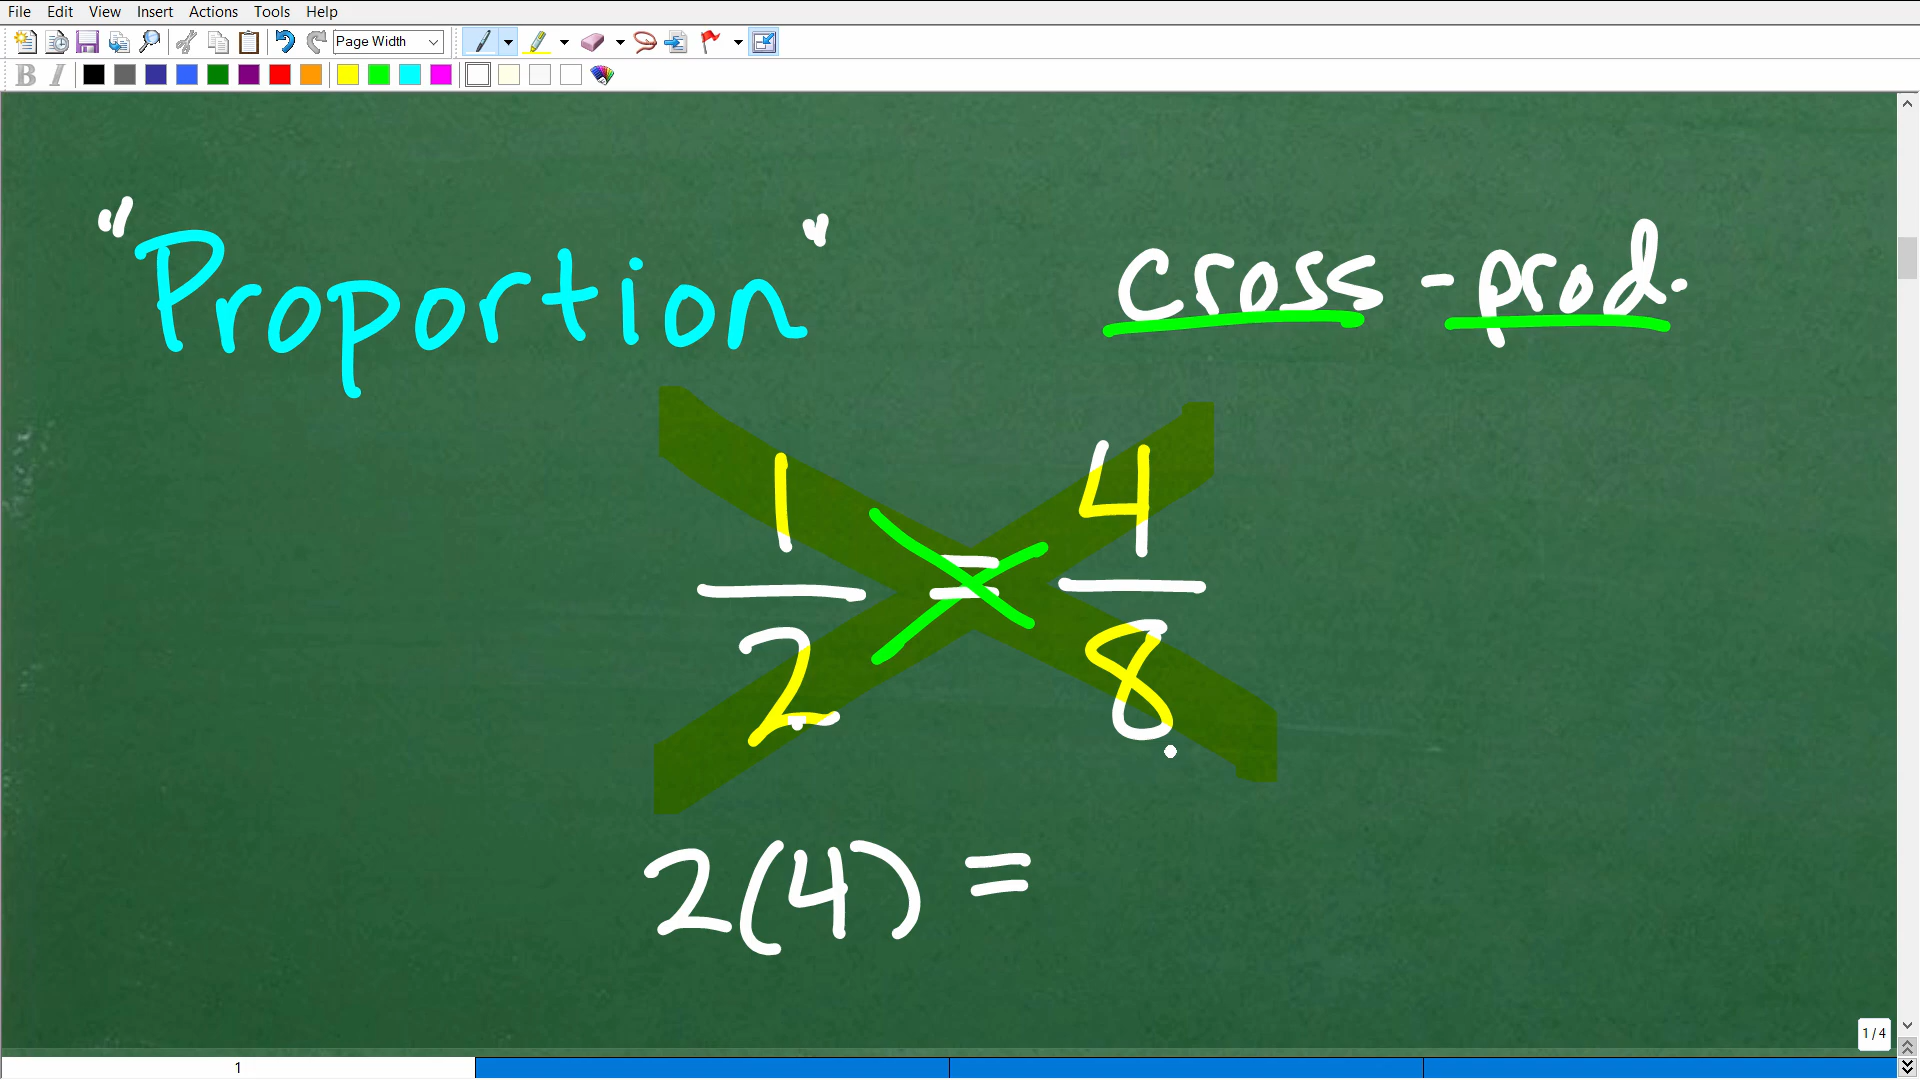 File Edit View Insert Actions Tools Help
Page Width
B I
"Proportion"
cross-prod.
1/2 = 4/8
2(4) =
1/4
1